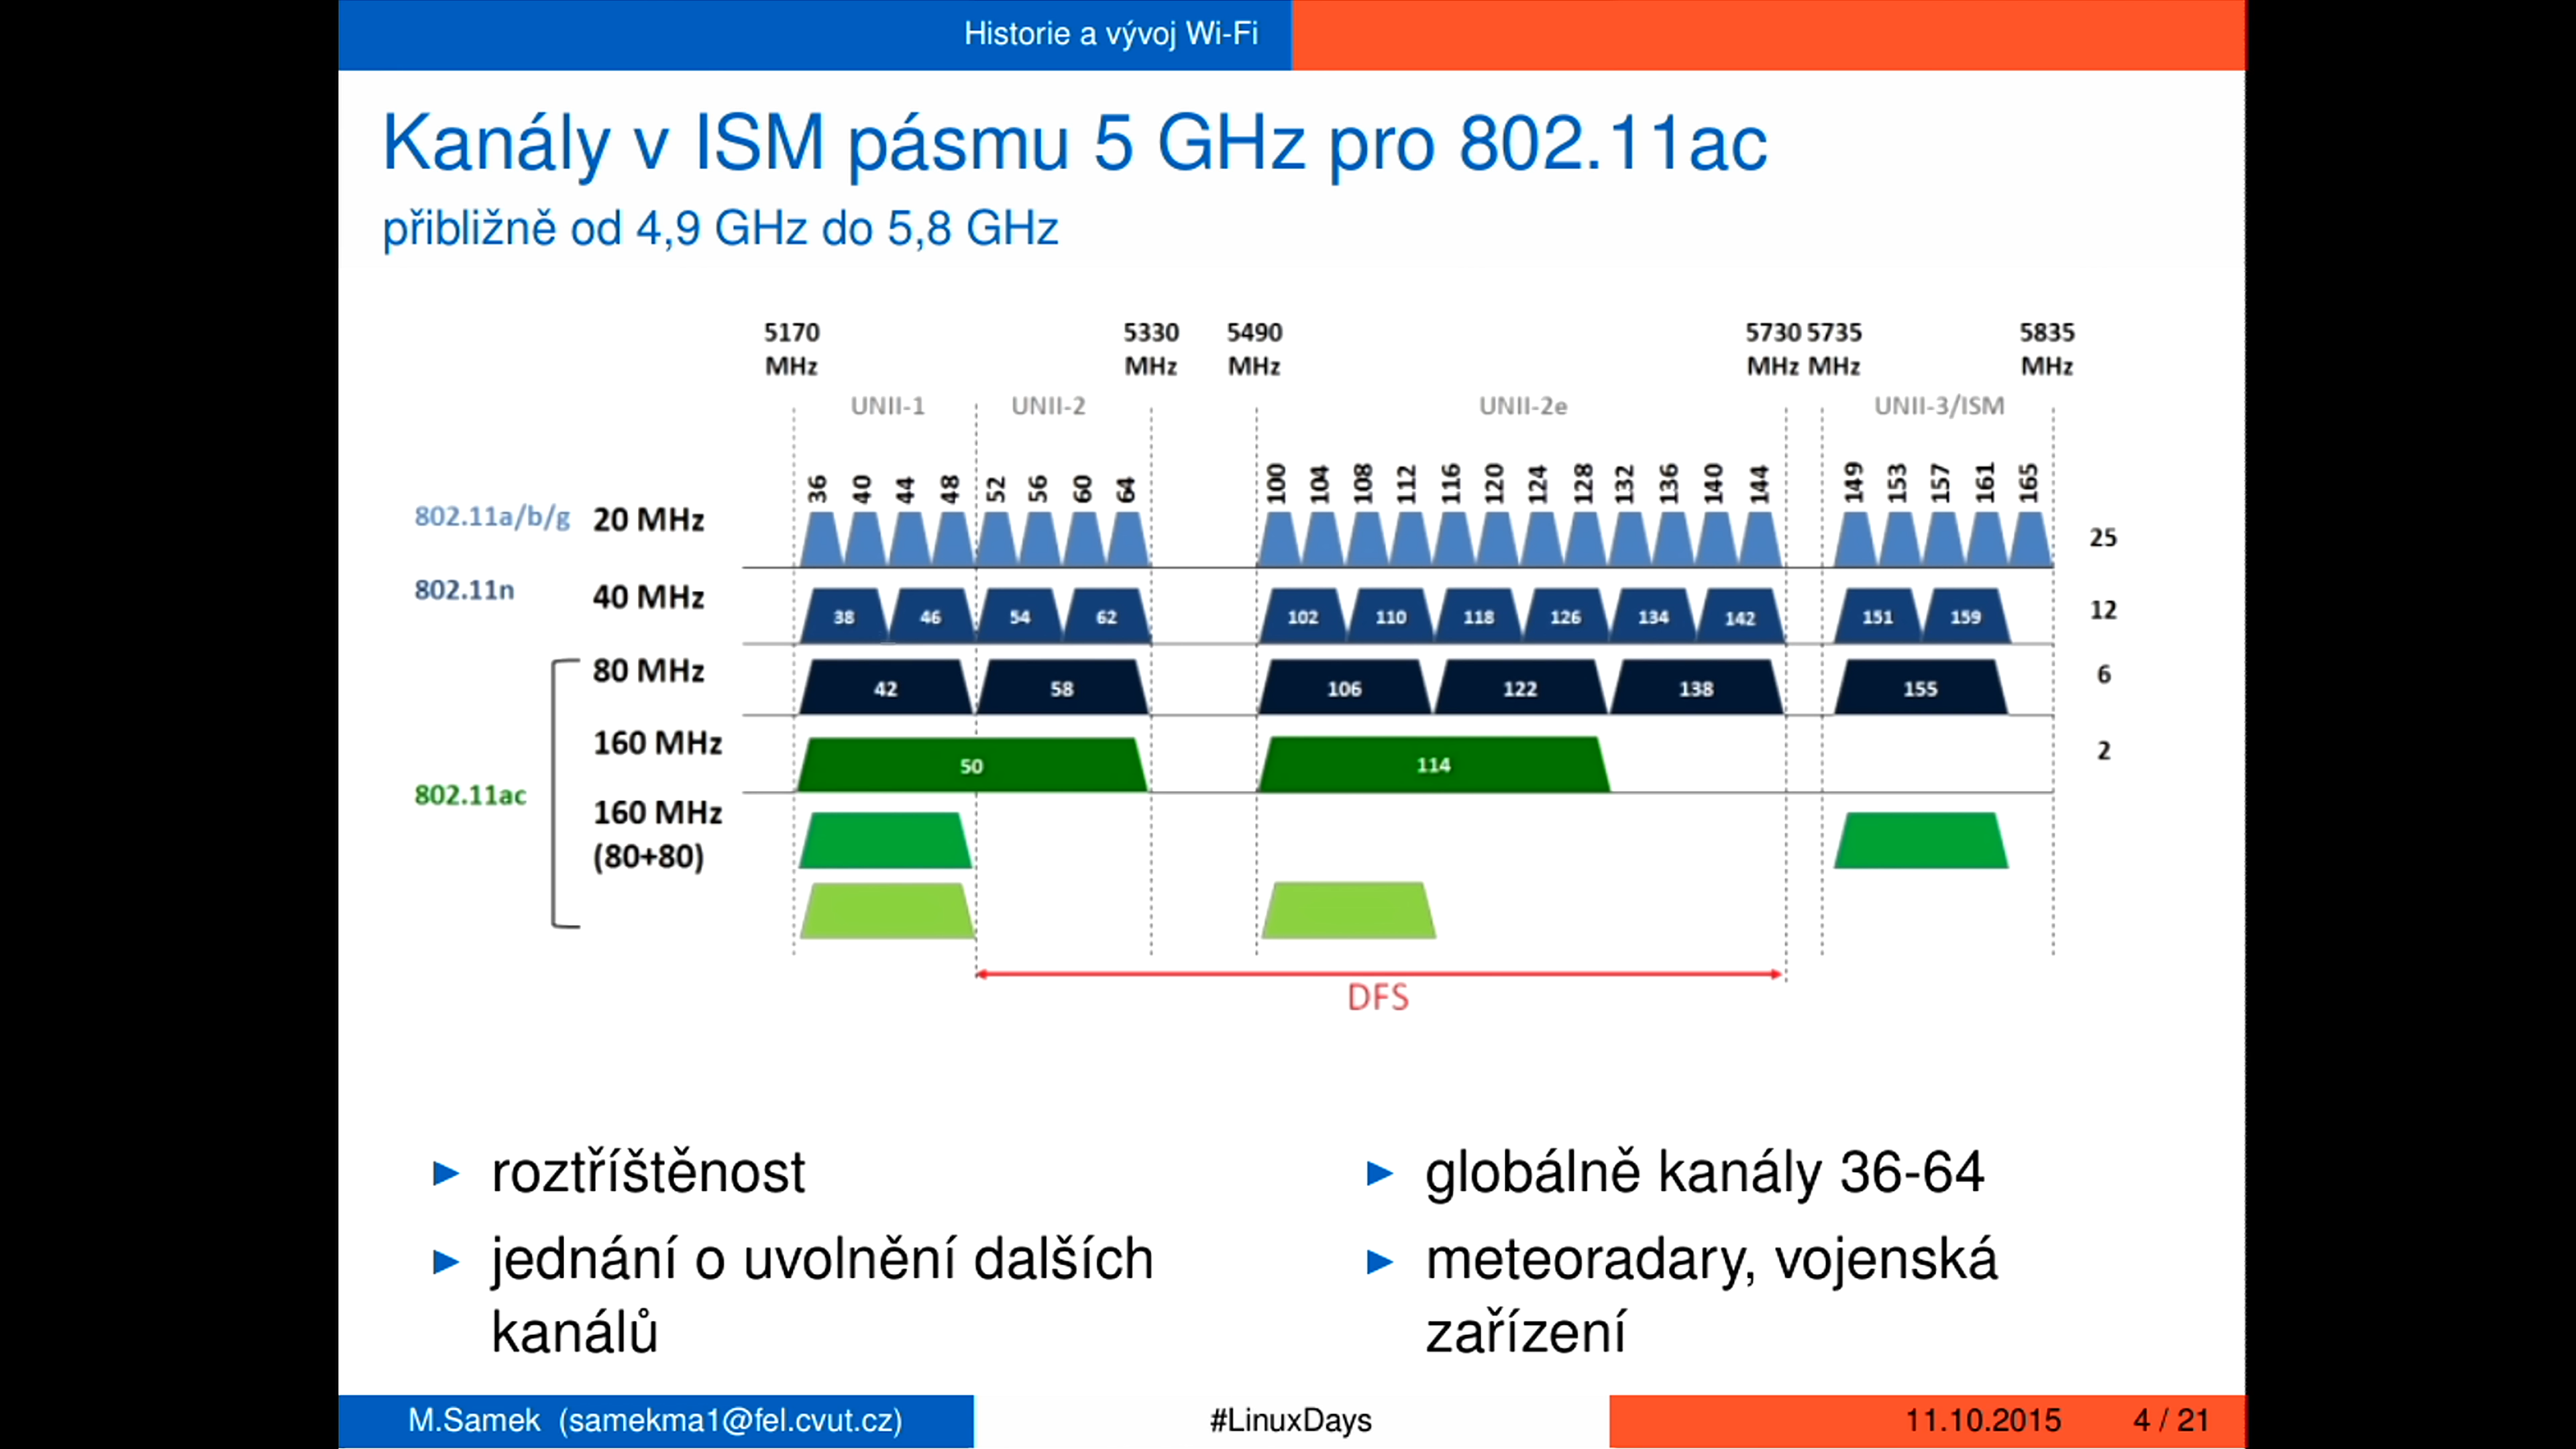 Historie a vývoj Wi-Fi
Kanály v ISM pásmu 5 GHz pro 802.11ac
přibližně od 4,9 GHz do 5,8 GHz
5170 MHz 5330 MHz 5490 MHz 5730 MHz 5735 MHz 5835 MHz
UNII-1 UNII-2 UNII-2e UNII-3/ISM
36 40 44 48 52 56 60 64 100 104 108 112 116 120 124 128 132 136 140 144 149 153 157 161 165
802.11a/b/g 20 MHz 25
802.11n 40 MHz 38 46 54 62 102 110 118 126 134 142 151 159 12
80 MHz 42 58 106 122 138 155 6
160 MHz 50 114 2
802.11ac
160 MHz
(80+80)
DFS
roztříštěnost
jednání o uvolnění dalších
kanálů
globálně kanály 36-64
meteoradary, vojenská
zařízení
M.Samek (samekma1@fel.cvut.cz) #LinuxDays 11.10.2015 4 / 21